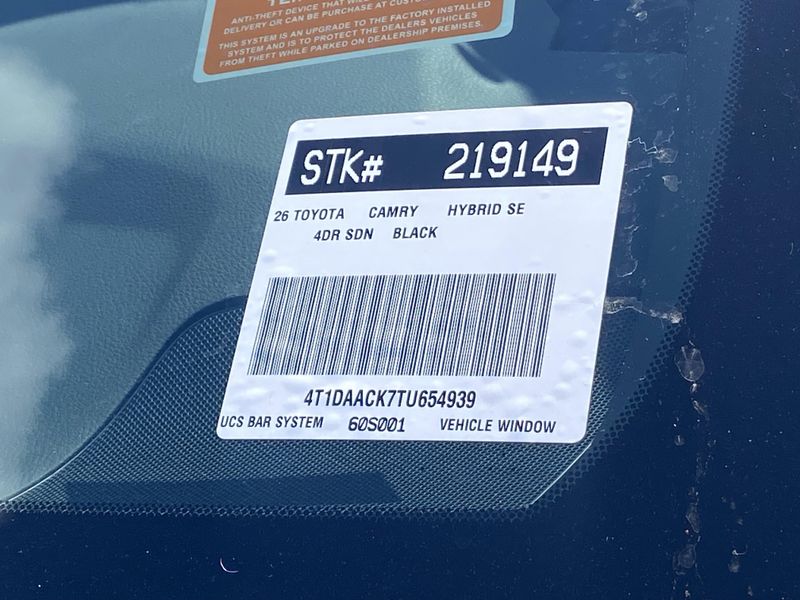 ANTI-THEFT DEVICE THAT WILL
DELIVERY OR CAN BE PURCHASE AT CUSTO
THIS SYSTEM IS AN UPGRADE TO THE FACTORY INSTALLED
SYSTEM AND IS TO PROTECT THE DEALERS VEHICLES
FROM THEFT WHILE PARKED ON DEALERSHIP PREMISES.
STK# 219149
26 TOYOTA CAMRY HYBRID SE
4DR SDN BLACK
4T1DAACK7TU654939
UCS BAR SYSTEM 60S001 VEHICLE WINDOW